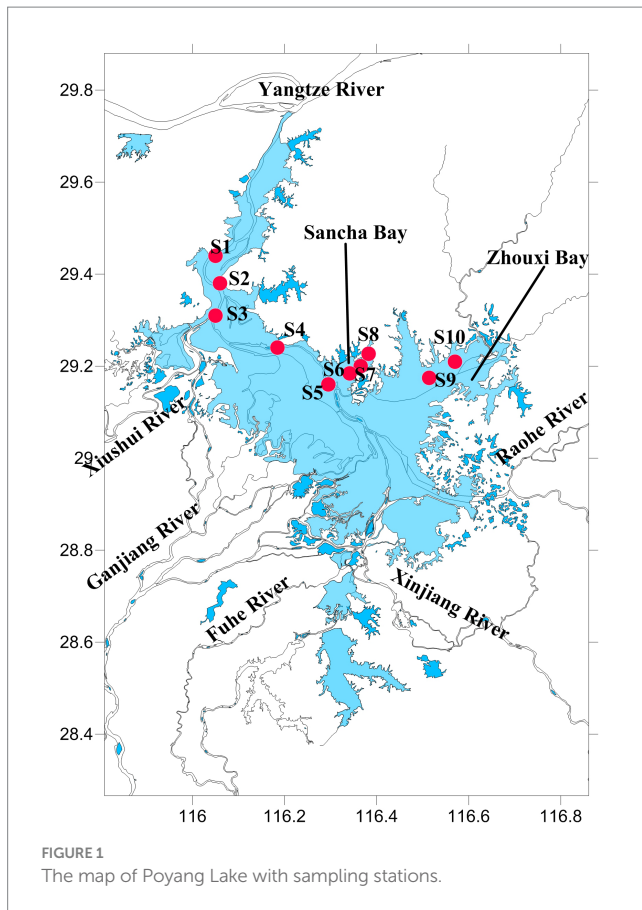 29.8
Yangtze River
29.6
Sancha Bay
S1
29.4
Zhouxi Bay
S2
S3
S4
S8
S10
29.2
S6
S7
S9
S5
Xiushui River
Raohe River
29
Ganjiang River
28.8
Fuhe River
Xinjiang River
28.6
28.4
116
116.2
116.4
116.6
116.8
FIGURE 1
The map of Poyang Lake with sampling stations.